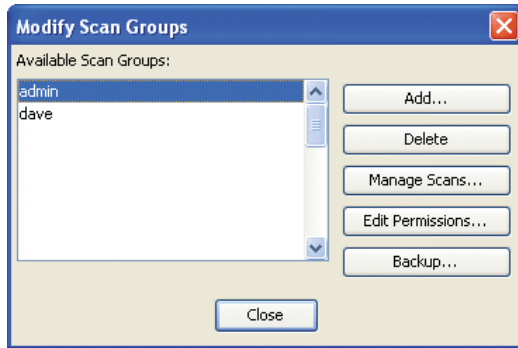 Modify Scan Groups
Available Scan Groups:
admin
dave
Add...
Delete
Manage Scans...
Edit Permissions...
Backup...
Close